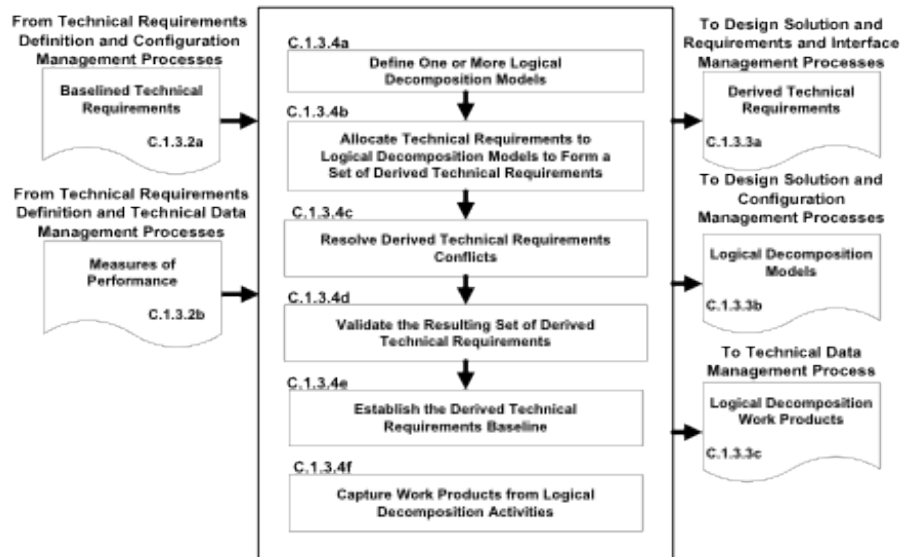 From Technical Requirements
Definition and Configuration
Management Processes
Baselined Technical
Requirements
C.1.3.2a
From Technical Requirements
Definition and Technical Data
Management Processes
Measures of
Performance
C.1.3.2b
C.1.3.4a
Define One or More Logical
Decomposition Models
C.1.3.4b
Allocate Technical Requirements to
Logical Decomposition Models to Form a
Set of Derived Technical Requirements
C.1.3.4c
Resolve Derived Technical Requirements
Conflicts
C.1.3.4d
Validate the Resulting Set of Derived
Technical Requirements
C.1.3.4e
Establish the Derived Technical
Requirements Baseline
C.1.3.4f
Capture Work Products from Logical
Decomposition Activities
To Design Solution and
Requirements and Interface
Management Processes
Derived Technical
Requirements
C.1.3.3a
To Design Solution and
Configuration
Management Processes
Logical Decomposition
Models
C.1.3.3b
To Technical Data
Management Process
Logical Decomposition
Work Products
C.1.3.3c